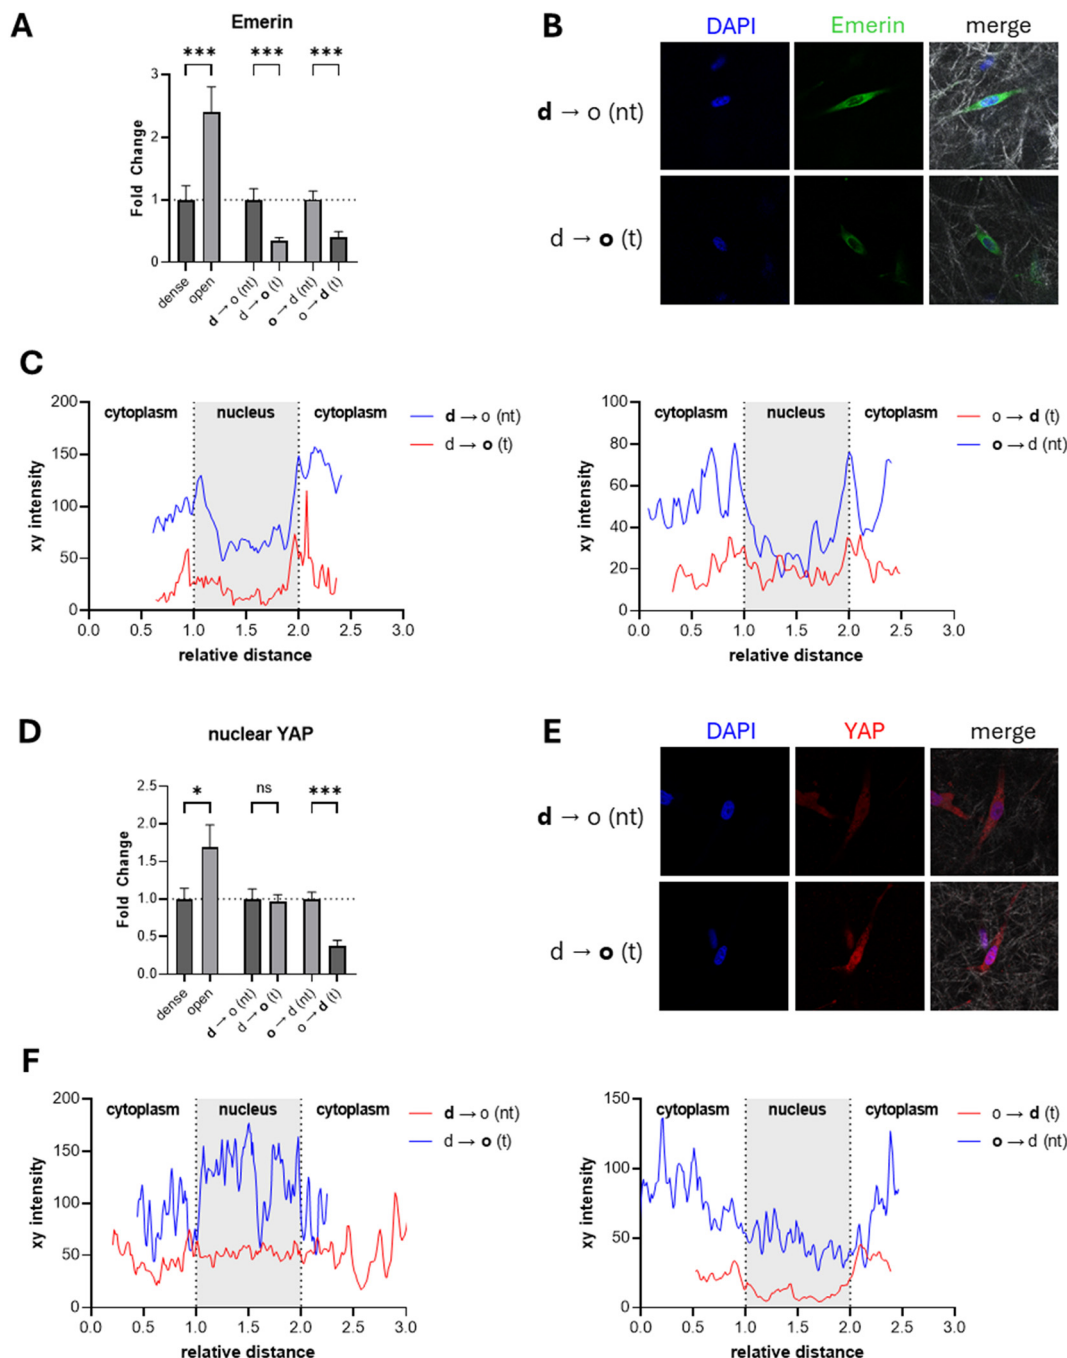 A
Emerin
*** *** ***
Fold Change
3
2
1
0
dense
open
d → o (nt)
d → o (t)
o → d (nt)
o → d (t)
B
DAPI Emerin merge
d → o (nt)
d → o (t)
C
200
150
100
50
0
xy intensity
cytoplasm nucleus cytoplasm
d → o (nt)
d → o (t)
0.0 0.5 1.0 1.5 2.0 2.5 3.0
relative distance
100
80
60
40
20
0
xy intensity
cytoplasm nucleus cytoplasm
o → d (t)
o → d (nt)
0.0 0.5 1.0 1.5 2.0 2.5 3.0
relative distance
D
nuclear YAP
* ns ***
Fold Change
2.5
2.0
1.5
1.0
0.5
0.0
dense
open
d → o (nt)
d → o (t)
o → d (nt)
o → d (t)
E
DAPI YAP merge
d → o (nt)
d → o (t)
F
200
150
100
50
0
xy intensity
cytoplasm nucleus cytoplasm
d → o (nt)
d → o (t)
0.0 0.5 1.0 1.5 2.0 2.5 3.0
relative distance
150
100
50
0
xy intensity
cytoplasm nucleus cytoplasm
o → d (t)
o → d (nt)
0.0 0.5 1.0 1.5 2.0 2.5 3.0
relative distance